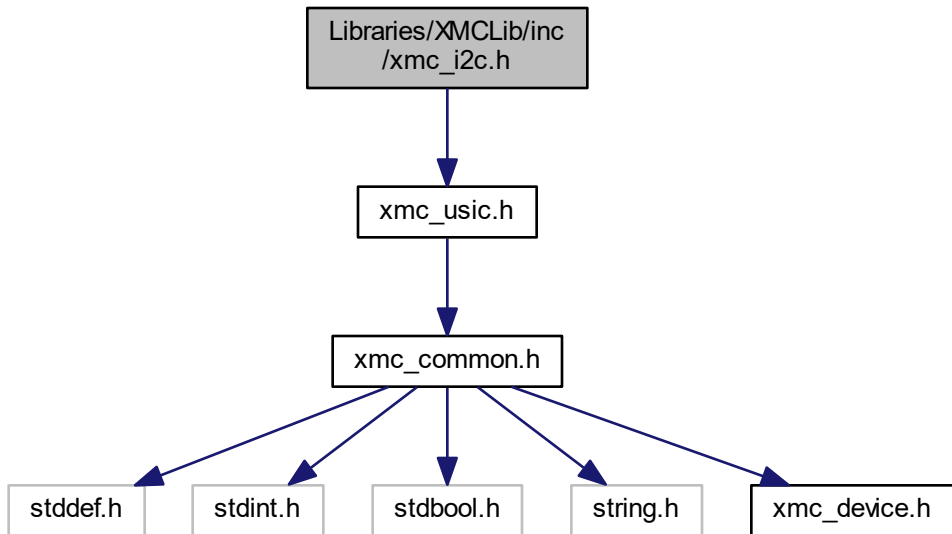 Libraries/XMCLib/inc
/xmc_i2c.h
xmc_usic.h
xmc_common.h
stddef.h
stdint.h
stdbool.h
string.h
xmc_device.h